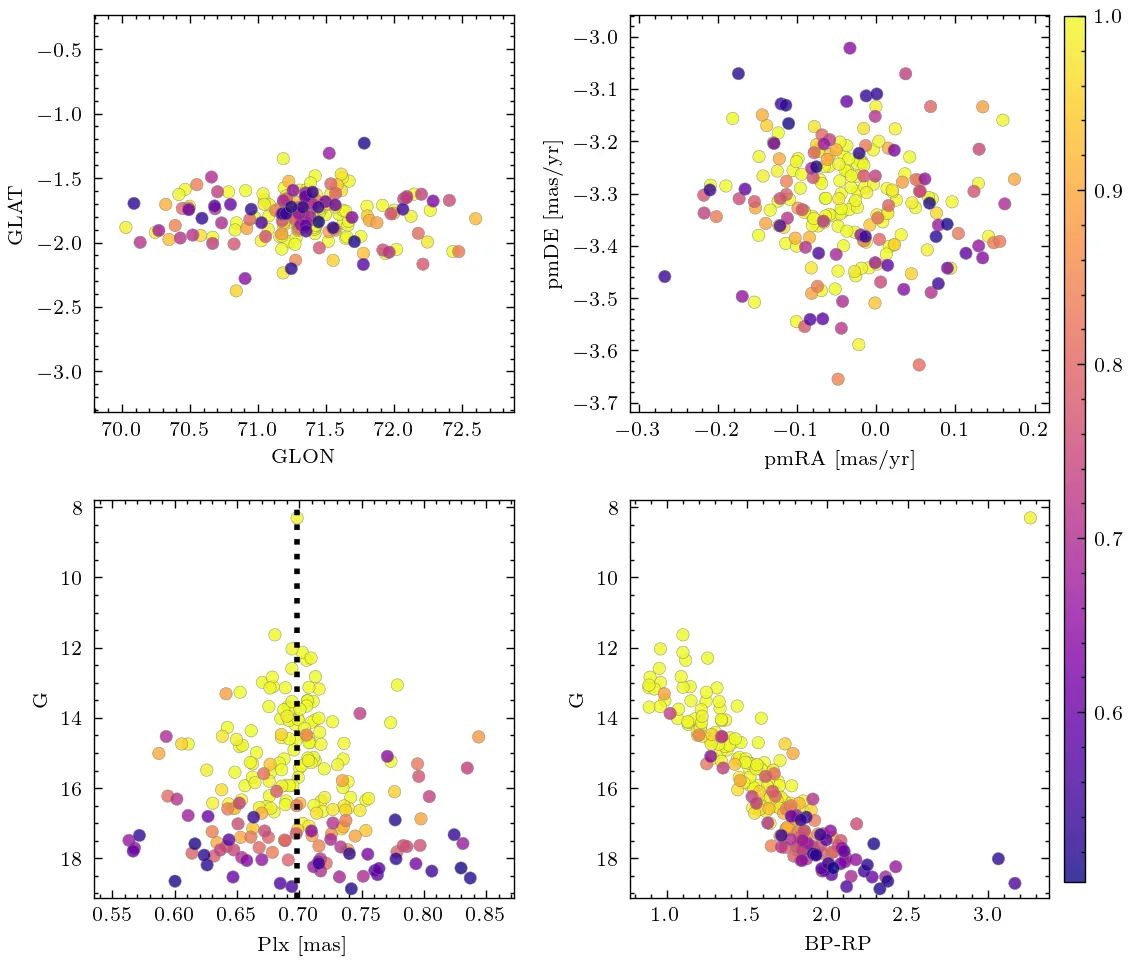 −0.5
−1.0
−1.5
−2.0
−2.5
−3.0
GLAT
70.0 70.5 71.0 71.5 72.0 72.5
GLON
−3.0
−3.1
−3.2
−3.3
−3.4
−3.5
−3.6
−3.7
pmDE [mas/yr]
−0.3 −0.2 −0.1 0.0 0.1 0.2
pmRA [mas/yr]
1.0
0.9
0.8
0.7
0.6
8
10
12
14
16
18
G
0.55 0.60 0.65 0.70 0.75 0.80 0.85
Plx [mas]
8
10
12
14
16
18
G
1.0 1.5 2.0 2.5 3.0
BP-RP